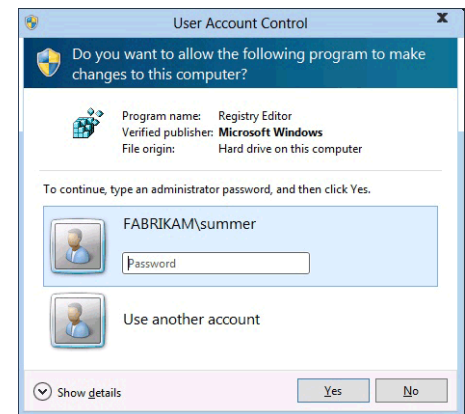 User Account Control
Do you want to allow the following program to make
changes to this computer?
Program name: Registry Editor
Verified publisher: Microsoft Windows
File origin: Hard drive on this computer
To continue, type an administrator password, and then click Yes.
FABRIKAM\summer
Password
Use another account
Show details
Yes
No